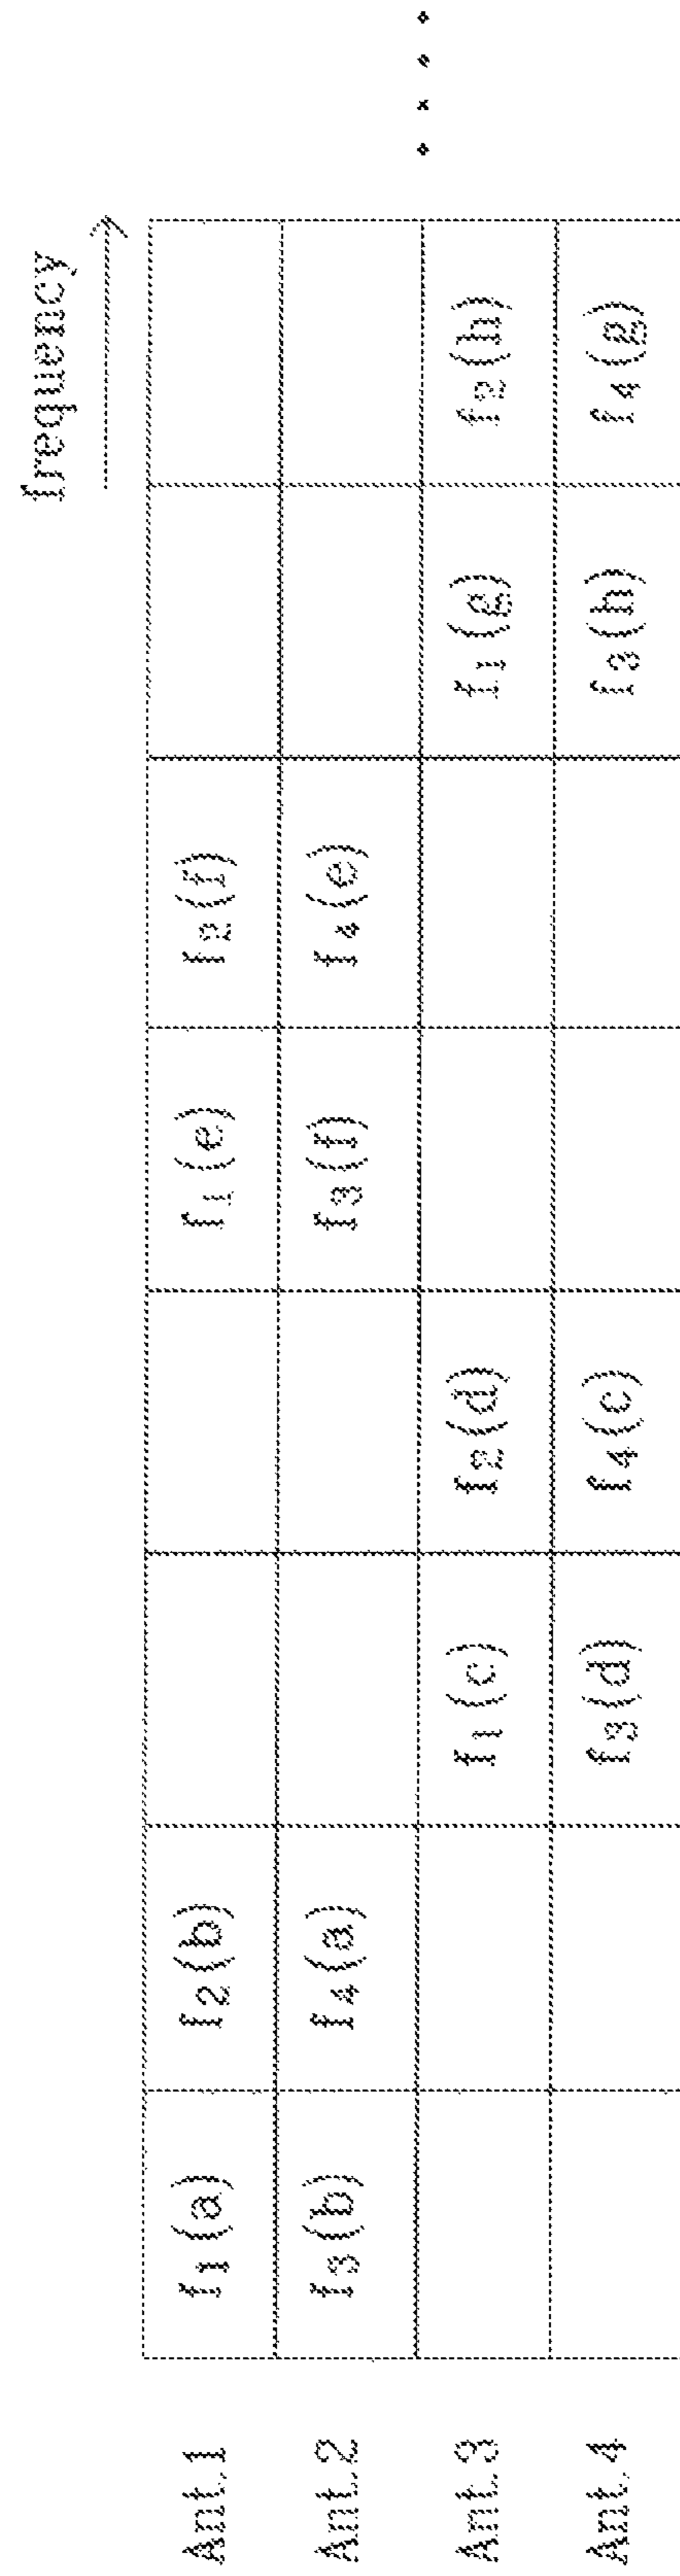 frequency
Ant.1 f1(a) f2(b) f1(e) f2(f)
Ant.2 f3(b) f4(a) f3(f) f4(e)
Ant.3 f1(c) f2(d) f1(g) f2(h)
Ant.4 f3(d) f4(c) f3(h) f4(g)